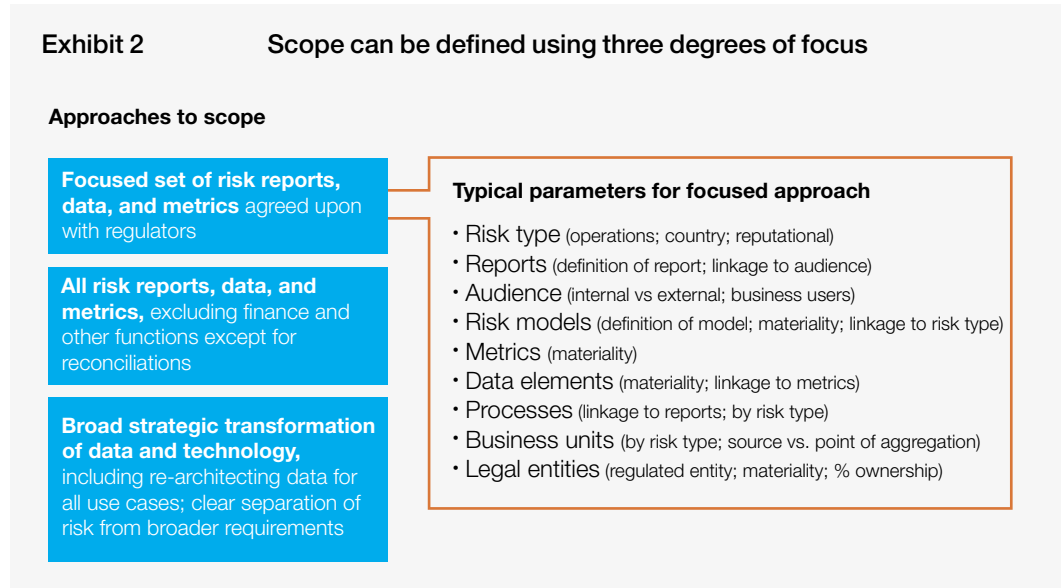 Exhibit 2 Scope can be defined using three degrees of focus
Approaches to scope
Focused set of risk reports,
data, and metrics agreed upon
with regulators
All risk reports, data, and
metrics, excluding finance and
other functions except for
reconciliations
Broad strategic transformation
of data and technology,
including re-architecting data for
all use cases; clear separation of
risk from broader requirements
Typical parameters for focused approach
• Risk type (operations; country; reputational)
• Reports (definition of report; linkage to audience)
• Audience (internal vs external; business users)
• Risk models (definition of model; materiality; linkage to risk type)
• Metrics (materiality)
• Data elements (materiality; linkage to metrics)
• Processes (linkage to reports; by risk type)
• Business units (by risk type; source vs. point of aggregation)
• Legal entities (regulated entity; materiality; % ownership)